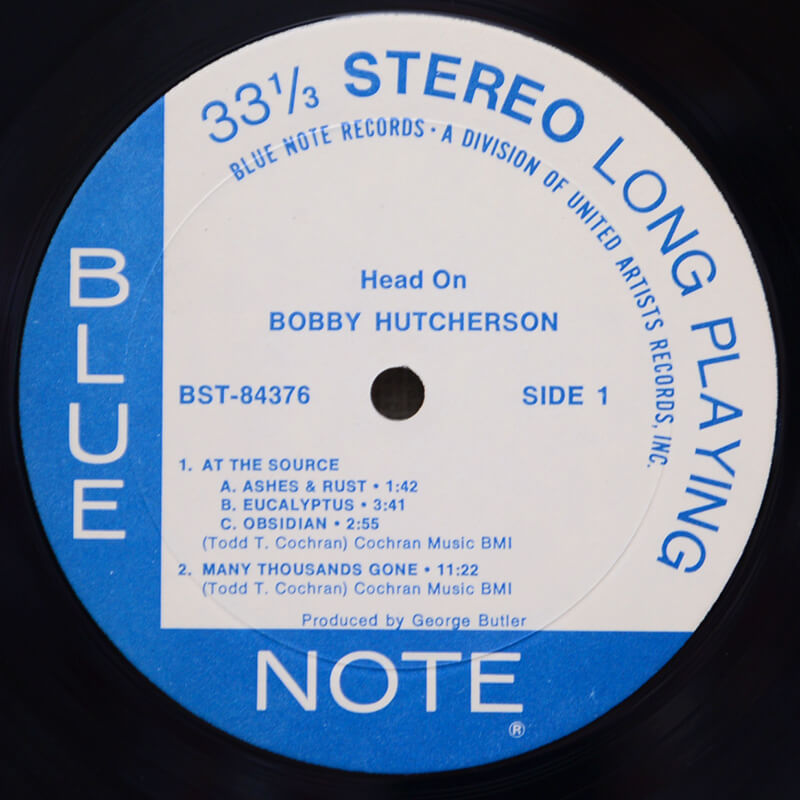 33⅓ STEREO LONG PLAYING
BLUE NOTE RECORDS • A DIVISION OF UNITED ARTISTS RECORDS, INC.
Head On
BOBBY HUTCHERSON
BST-84376 SIDE 1
1. AT THE SOURCE
A. ASHES & RUST • 1:42
B. EUCALYPTUS • 3:41
C. OBSIDIAN • 2:55
(Todd T. Cochran) Cochran Music BMI
2. MANY THOUSANDS GONE • 11:22
(Todd T. Cochran) Cochran Music BMI
Produced by George Butler
BLUE
NOTE ®